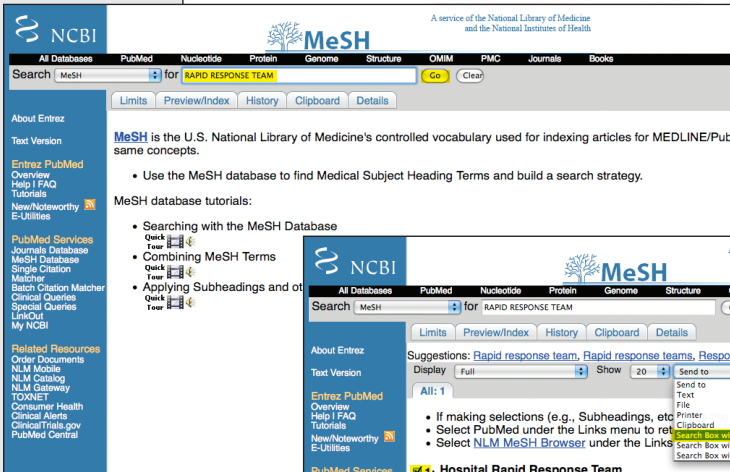 A service of the National Library of Medicine
and the National Institutes of Health
NCBI
MeSH
All Databases PubMed Nucleotide Protein Genome Structure OMIM PMC Journals Books
Search MeSH for RAPID RESPONSE TEAM Go Clear
Limits Preview/Index History Clipboard Details
About Entrez
Text Version
Entrez PubMed
Overview
Help I FAQ
Tutorials
New/Noteworthy
E-Utilities
PubMed Services
Journals Database
MeSH Database
Single Citation
Matcher
Batch Citation Matcher
Clinical Queries
Special Queries
LinkOut
My NCBI
Related Resources
Order Documents
NLM Mobile
NLM Catalog
NLM Gateway
TOXNET
Consumer Health
Clinical Alerts
ClinicalTrials.gov
PubMed Central
MeSH is the U.S. National Library of Medicine's controlled vocabulary used for indexing articles for MEDLINE/Pub
same concepts.
• Use the MeSH database to find Medical Subject Heading Terms and build a search strategy.
MeSH database tutorials:
• Searching with the MeSH Database
Quick
Tour
• Combining MeSH Terms
Quick
Tour
• Applying Subheadings and ot
Quick
Tour
NCBI
MeSH
All Databases PubMed Nucleotide Protein Genome Structure
Search MeSH for RAPID RESPONSE TEAM
Limits Preview/Index History Clipboard Details
About Entrez
Text Version
Entrez PubMed
Overview
Help I FAQ
Tutorials
New/Noteworthy
E-Utilities
PubMed Services
Suggestions: Rapid response team, Rapid response teams, Respo
Display Full Show 20 Send to
All: 1
Send to
Text
File
Printer
Clipboard
Search Box wi
Search Box wi
Search Box wi
• If making selections (e.g., Subheadings, etc
• Select PubMed under the Links menu to ret
• Select NLM MeSH Browser under the Links
1: Hospital Rapid Response Team